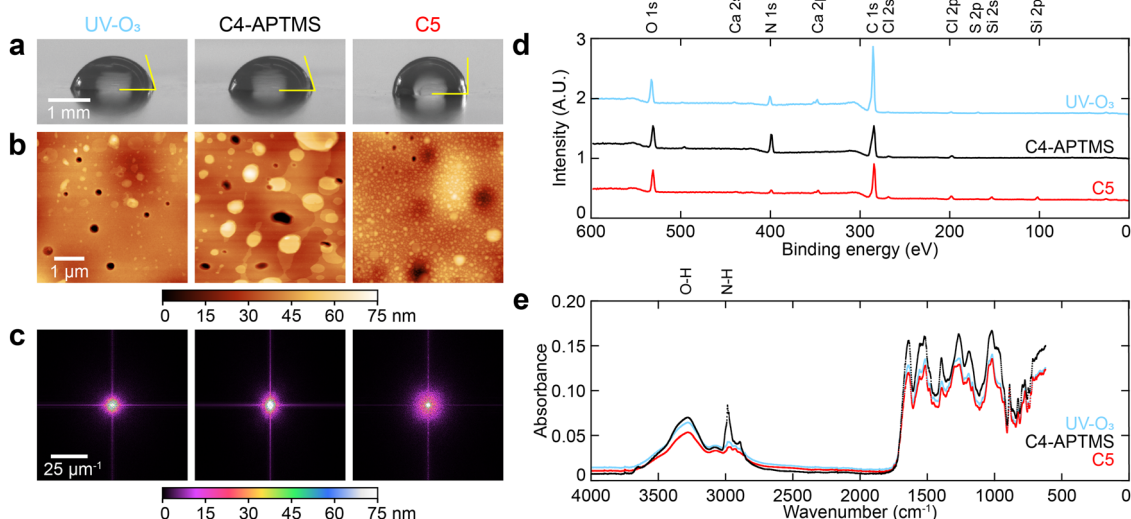 UV-O₃ C4-APTMS C5
a
1 mm
b
1 µm
0 15 30 45 60 75 nm
c
25 µm⁻¹
0 15 30 45 60 75 nm
d
O 1s Ca 2s N 1s Ca 2p C 1s Cl 2s Cl 2p S 2p Si 2s Si 2p
Intensity (A.U.)
3
2
1
0
UV-O₃
C4-APTMS
C5
600 500 400 300 200 100 0
Binding energy (eV)
e
O-H N-H
Absorbance
0.20
0.15
0.10
0.05
0
UV-O₃
C4-APTMS
C5
4000 3500 3000 2500 2000 1500 1000 500 0
Wavenumber (cm⁻¹)